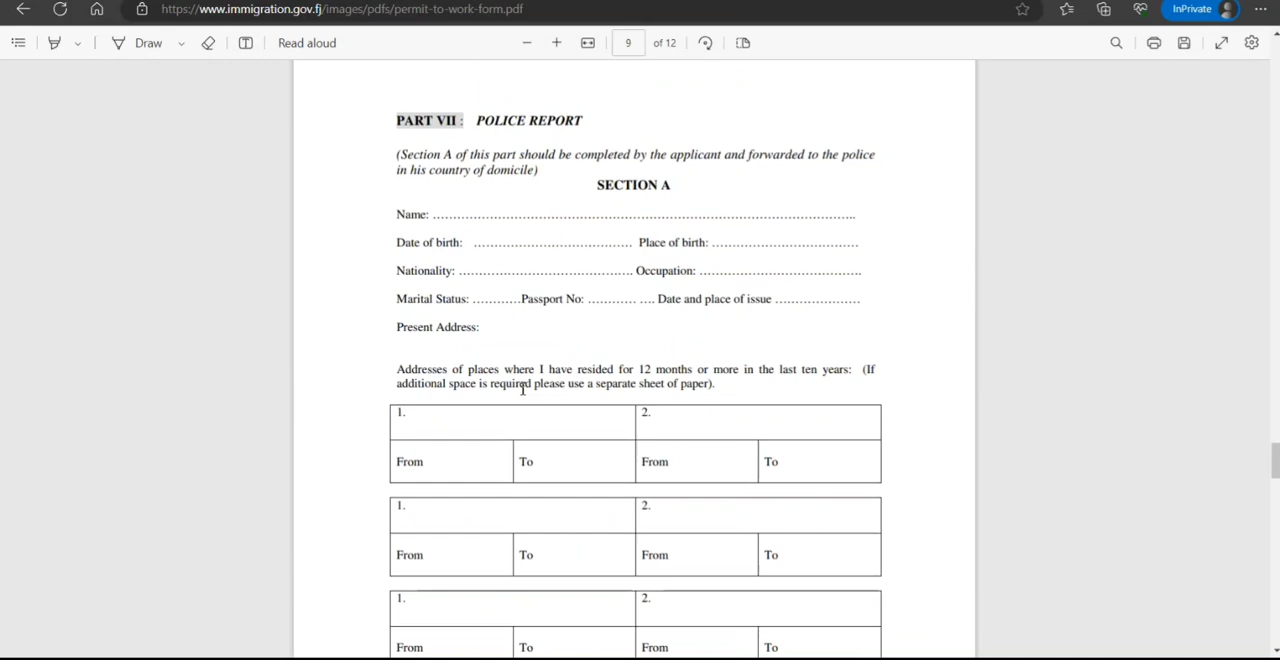 https://www.immigration.gov.fj/images/pdfs/permit-to-work-form.pdf
InPrivate
Draw
Read aloud
9
of 12
PART VII : POLICE REPORT
(Section A of this part should be completed by the applicant and forwarded to the police
in his country of domicile)
SECTION A
Name: ..........................................................................................
Date of birth: .................................... Place of birth: .................................
Nationality: ....................................... Occupation: .....................................
Marital Status: ...........Passport No: ........... .... Date and place of issue ...................
Present Address:
Addresses of places where I have resided for 12 months or more in the last ten years: (If
additional space is required please use a separate sheet of paper).
1. 2.
From To From To
1. 2.
From To From To
1. 2.
From To From To